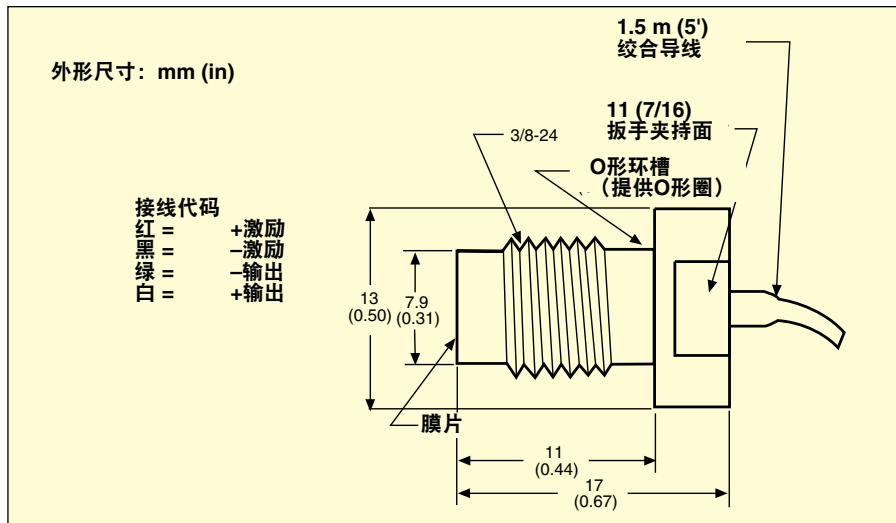 外形尺寸：mm (in)
1.5 m (5')
绞合导线
11 (7/16)
扳手夹持面
3/8-24
O形环槽
（提供O形圈）
接线代码
红 = +激励
黑 = –激励
绿 = –输出
白 = +输出
13
(0.50)
7.9
(0.31)
膜片
11
(0.44)
17
(0.67)